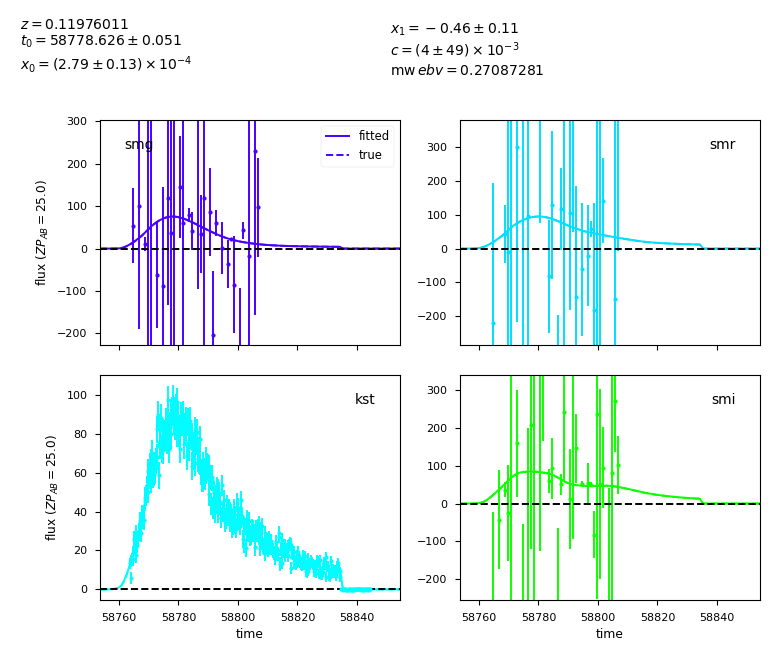 z = 0.11976011
t₀ = 58778.626 ± 0.051
x₀ = (2.79 ± 0.13) × 10⁻⁴
x₁ = −0.46 ± 0.11
c = (4 ± 49) × 10⁻³
mw ebv = 0.27087281
smg
fitted
true
300
200
100
0
−100
−200
flux (ZP_AB = 25.0)
smr
300
200
100
0
−100
−200
kst
100
80
60
40
20
0
flux (ZP_AB = 25.0)
58760 58780 58800 58820 58840
time
smi
300
200
100
0
−100
−200
58760 58780 58800 58820 58840
time